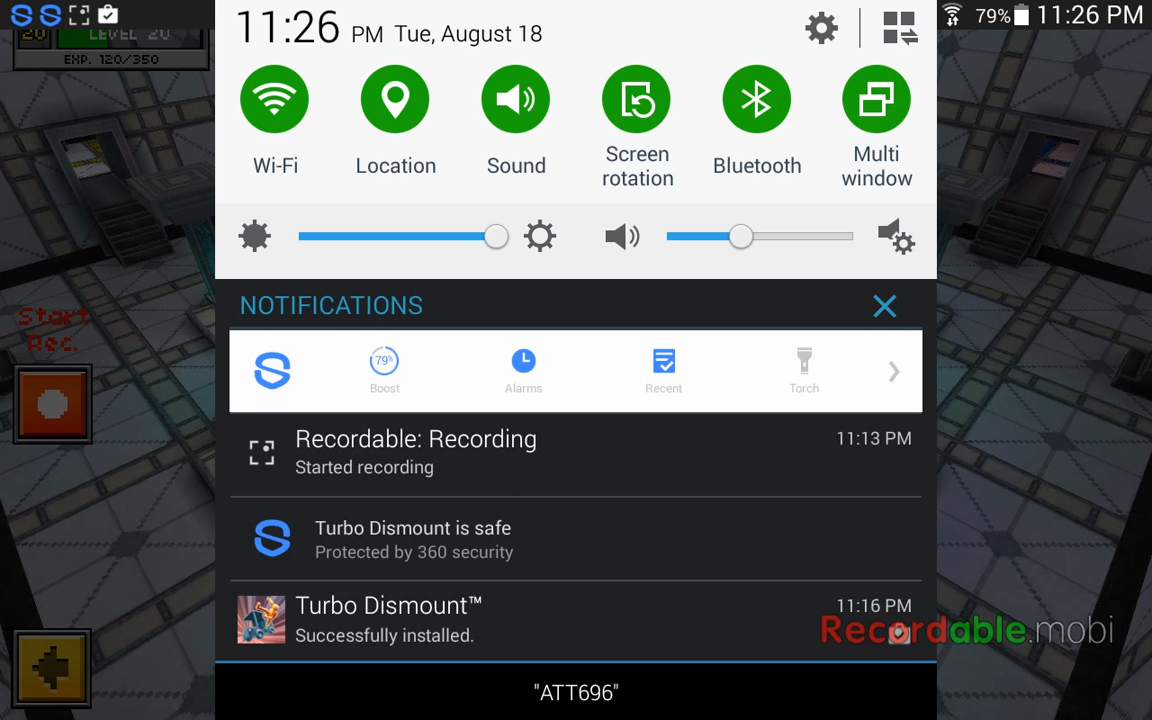 79% 11:26 PM
11:26 PM Tue, August 18
20 LEVEL 20
EXP. 120/350
Wi-Fi
Location
Sound
Screen
rotation
Bluetooth
Multi
window
Start
Rec.
NOTIFICATIONS
79%
Boost
Alarms
Recent
Torch
Recordable: Recording 11:13 PM
Started recording
Turbo Dismount is safe
Protected by 360 security
Turbo Dismount™ 11:16 PM
Successfully installed.
Recordable.mobi
"ATT696"